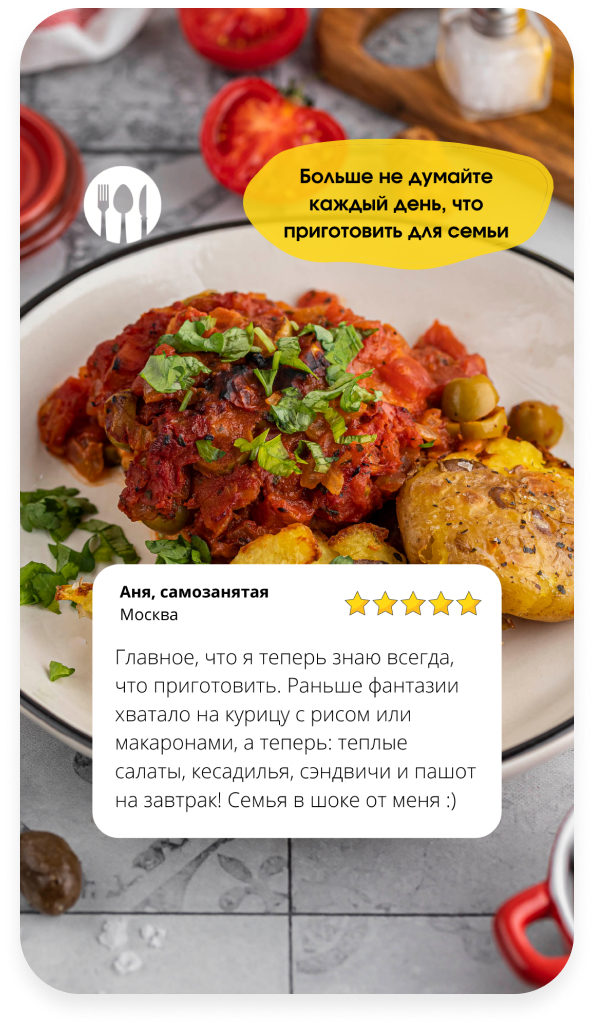 Больше не думайте
каждый день, что
приготовить для семьи
Аня, самозанятая
Москва
Главное, что я теперь знаю всегда,
что приготовить. Раньше фантазии
хватало на курицу с рисом или
макаронами, а теперь: теплые
салаты, кесадилья, сэндвичи и пашот
на завтрак! Семья в шоке от меня :)